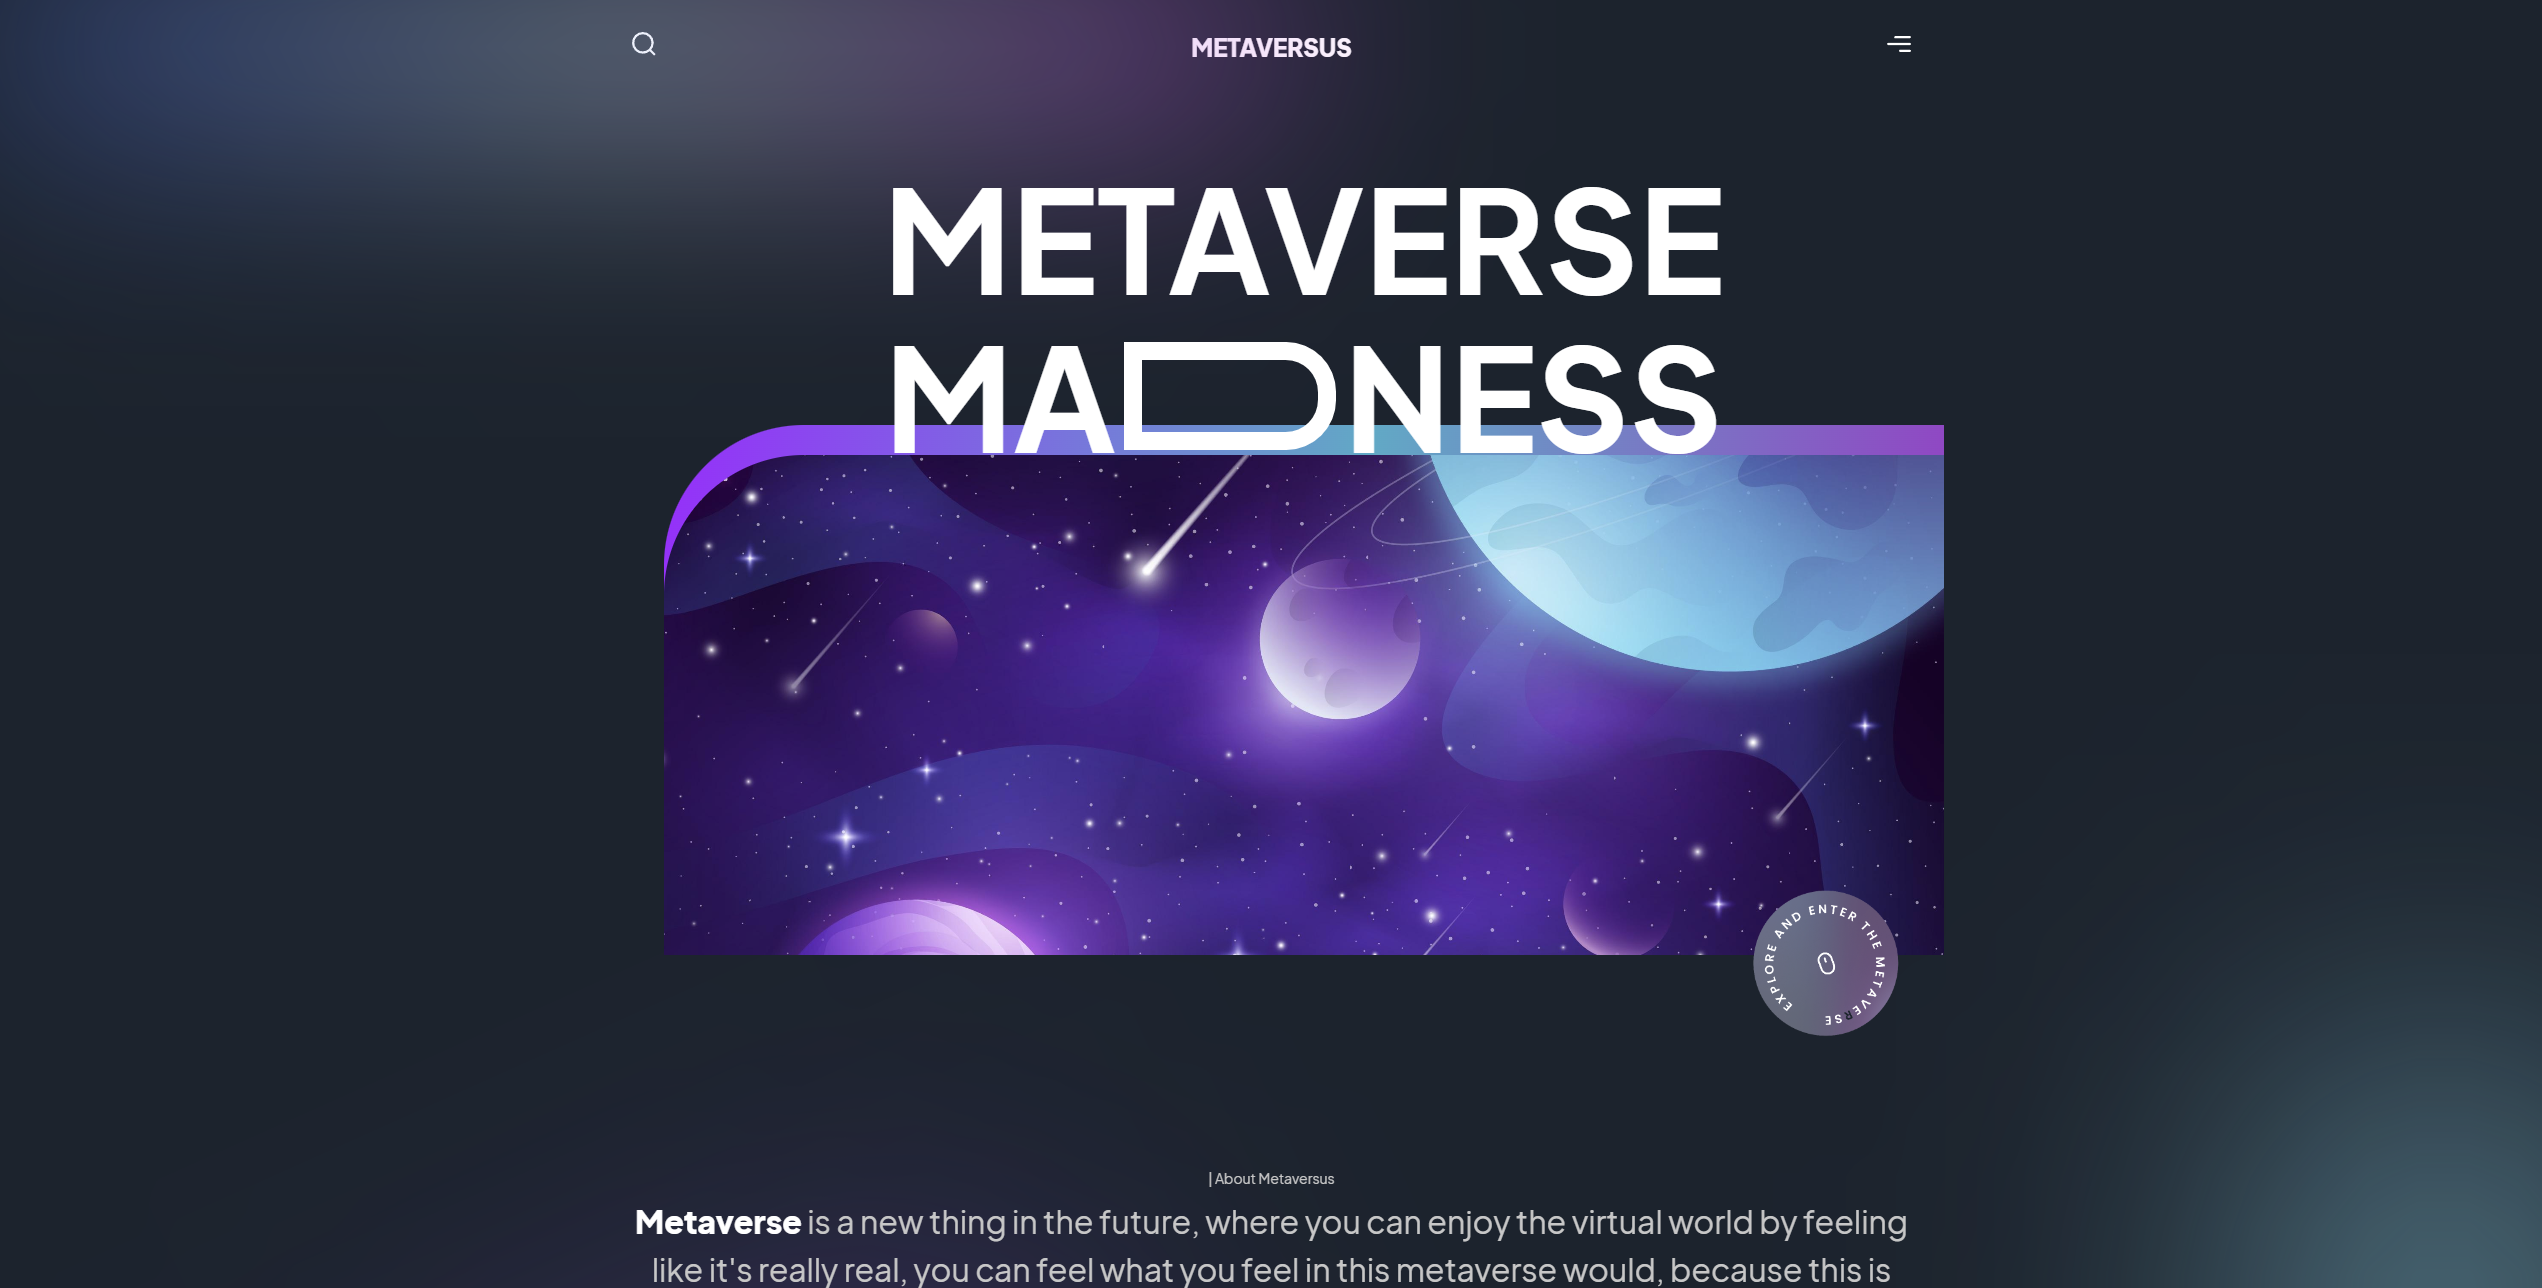 METAVERSUS
METAVERSE
MADNESS
EXPLORE AND ENTER THE METAVERSE
| About Metaversus
Metaverse is a new thing in the future, where you can enjoy the virtual world by feeling
like it's really real, you can feel what you feel in this metaverse would, because this is